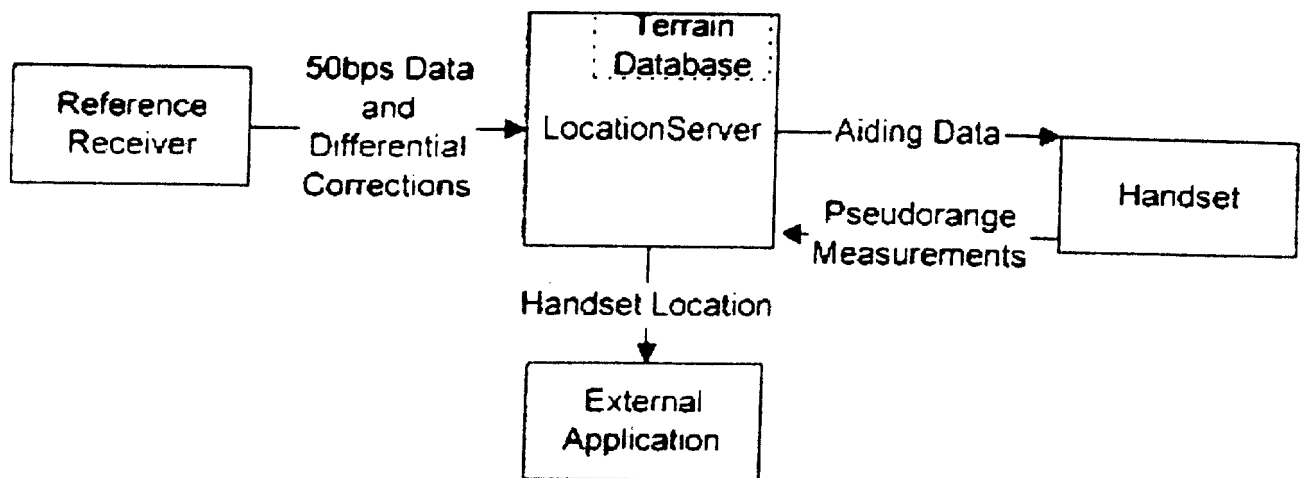 Terrain
Database
50bps Data
and
Differential
Corrections
Reference
Receiver
LocationServer
Aiding Data
Handset
Pseudorange
Measurements
Handset Location
External
Application